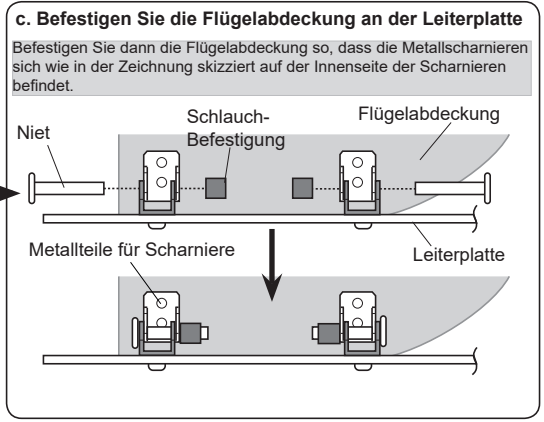 c. Befestigen Sie die Flügelabdeckung an der Leiterplatte
Befestigen Sie dann die Flügelabdeckung so, dass die Metallscharnieren
sich wie in der Zeichnung skizziert auf der Innenseite der Scharnieren
befindet.
Schlauch-
Befestigung
Flügelabdeckung
Niet
Metallteile für Scharniere
Leiterplatte